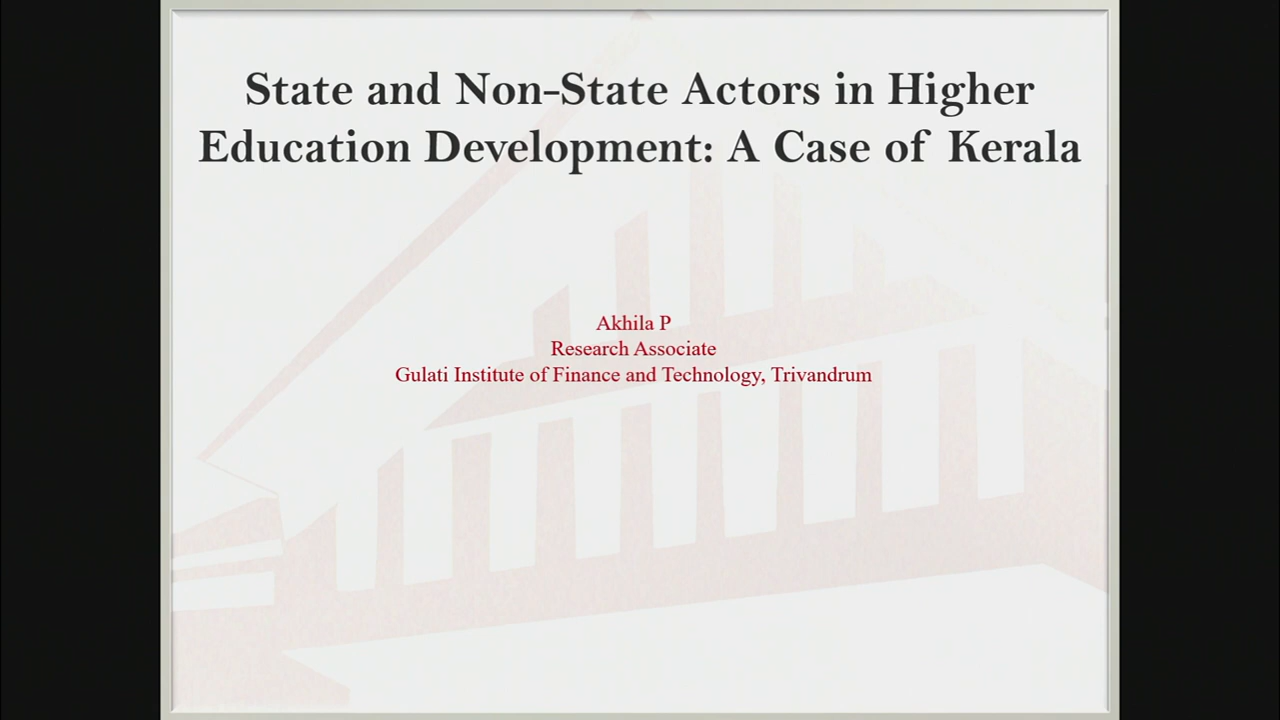 State and Non-State Actors in Higher
Education Development: A Case of Kerala
Akhila P
Research Associate
Gulati Institute of Finance and Technology, Trivandrum